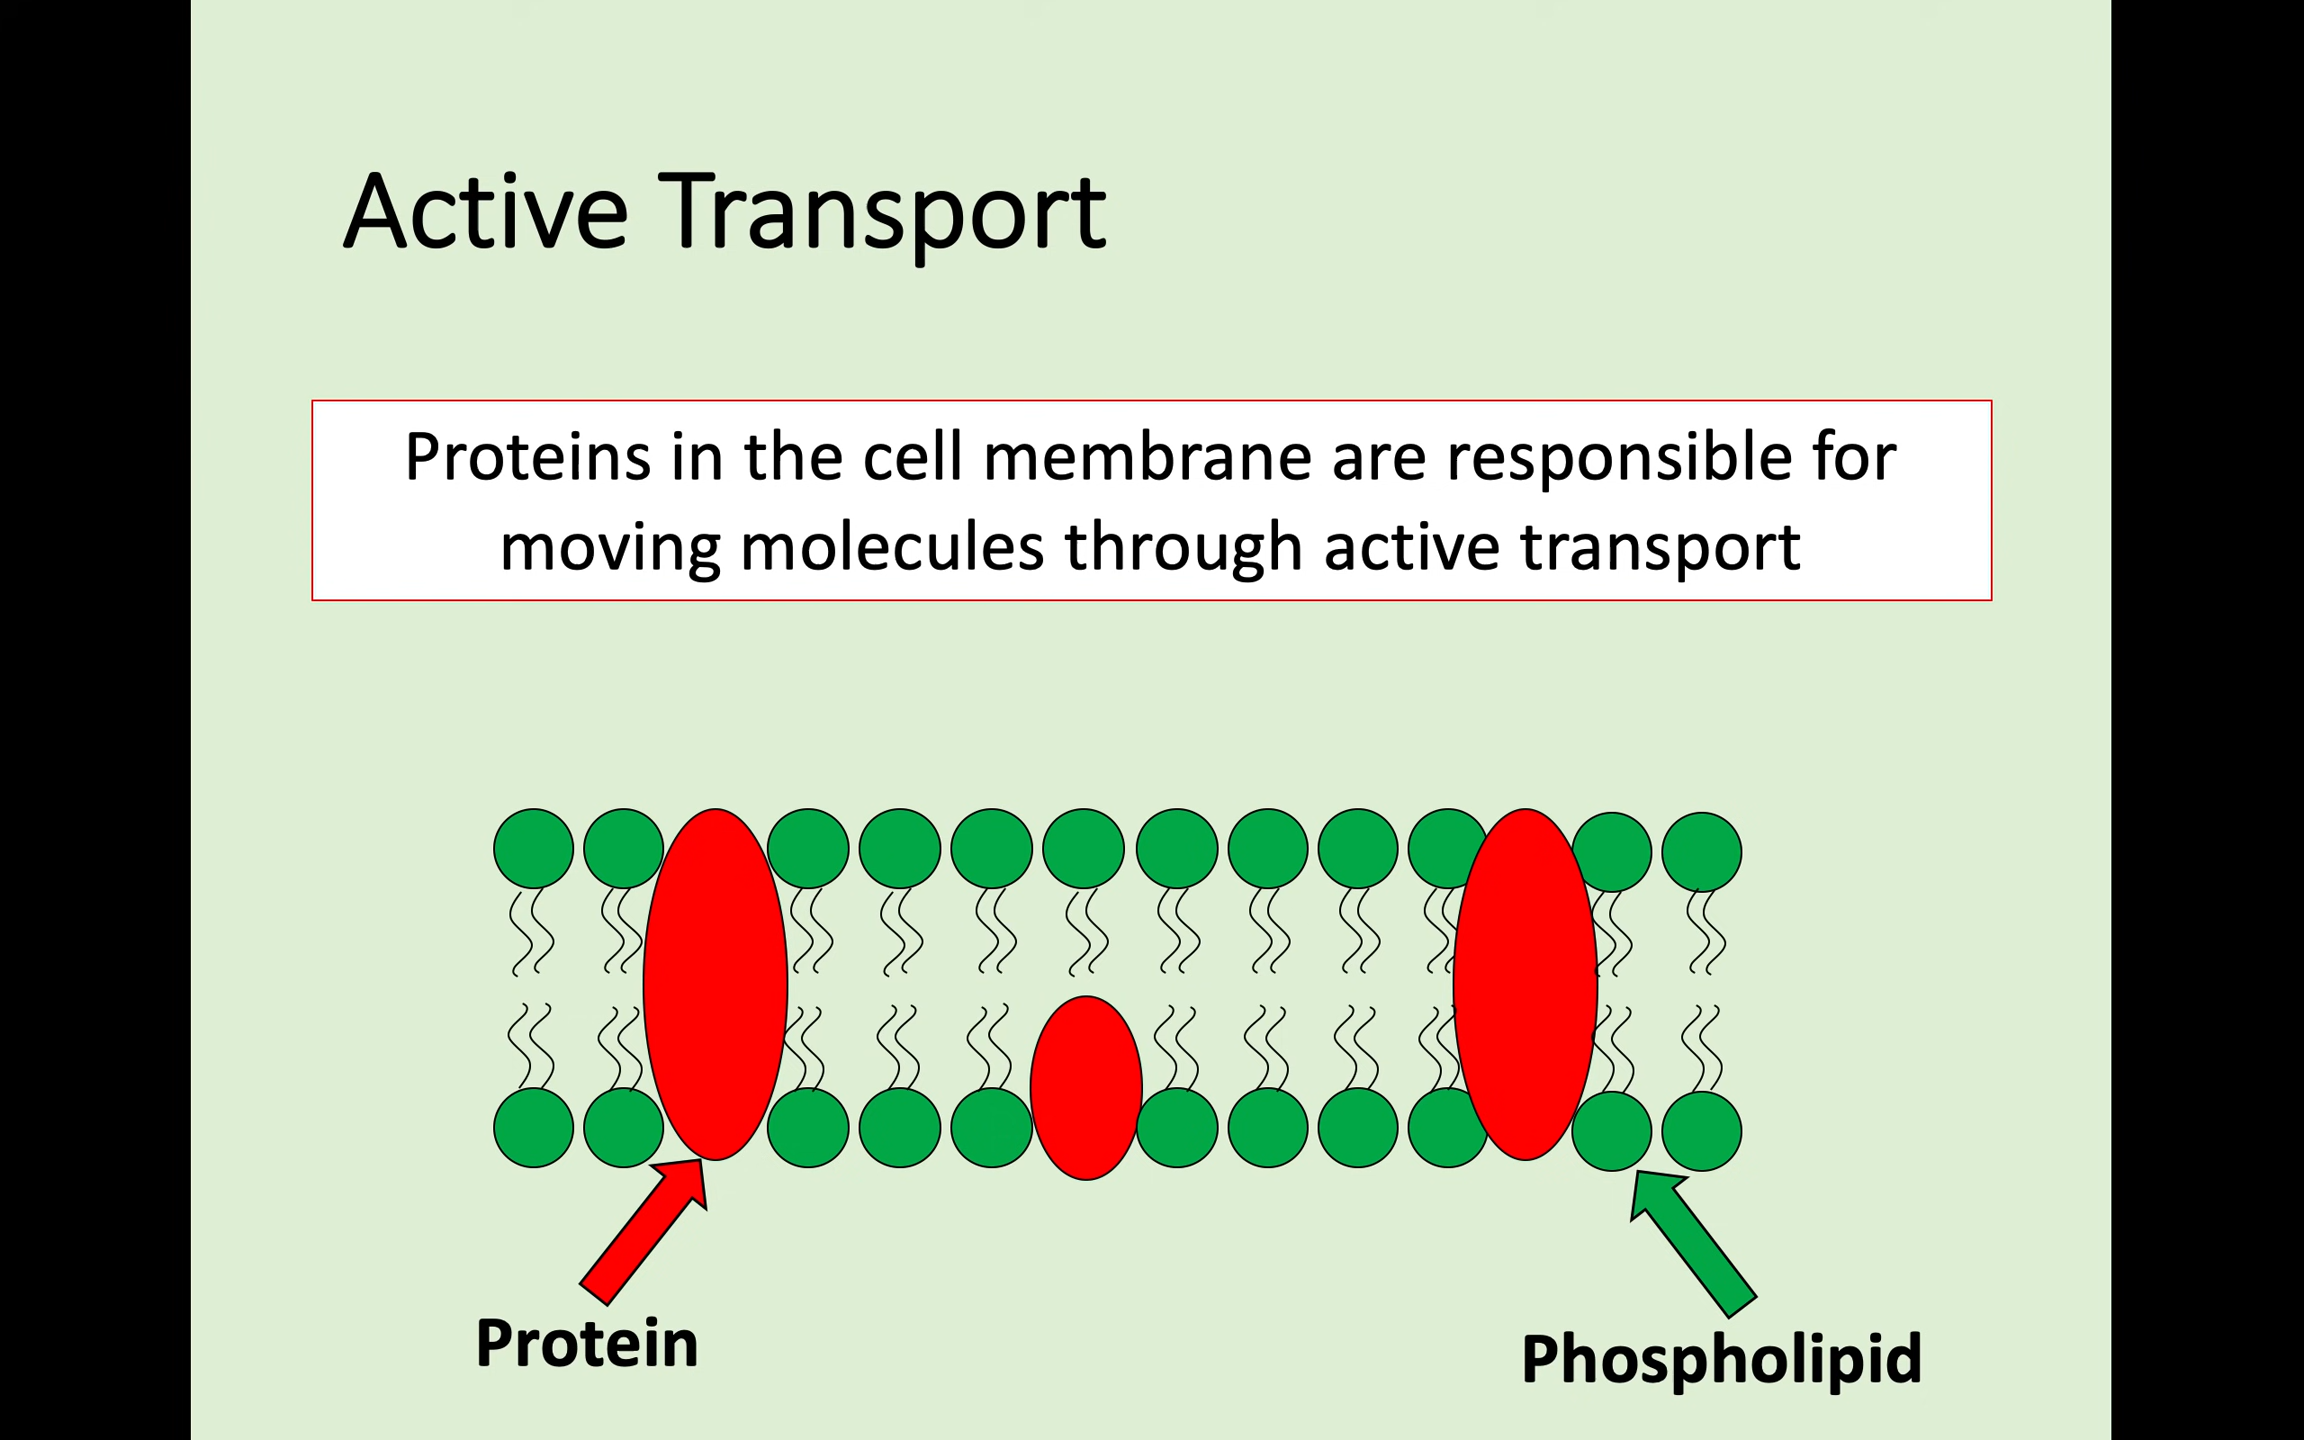 Active Transport
Proteins in the cell membrane are responsible for
moving molecules through active transport
Protein
Phospholipid